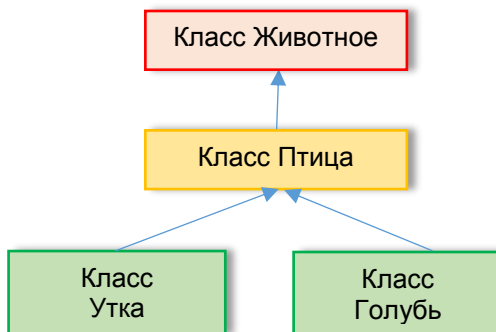 Класс Животное
Класс Птица
Класс
Утка
Класс
Голубь